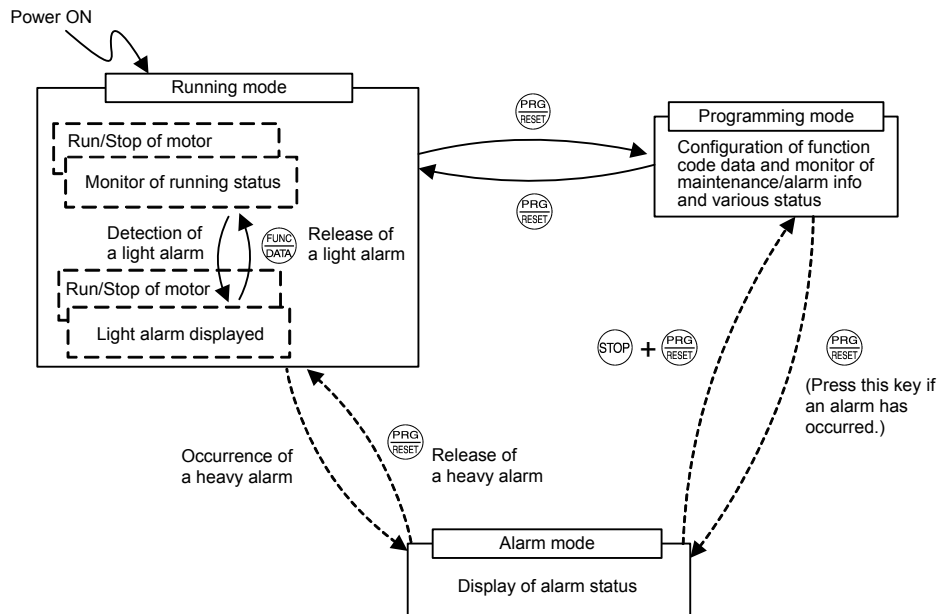 Power ON
Running mode
Run/Stop of motor
Monitor of running status
Detection of
a light alarm
FUNC
DATA
Release of
a light alarm
Run/Stop of motor
Light alarm displayed
PRG
RESET
PRG
RESET
Programming mode
Configuration of function
code data and monitor of
maintenance/alarm info
and various status
STOP + PRG
RESET
PRG
RESET
(Press this key if
an alarm has
occurred.)
Occurrence of
a heavy alarm
PRG
RESET
Release of
a heavy alarm
Alarm mode
Display of alarm status